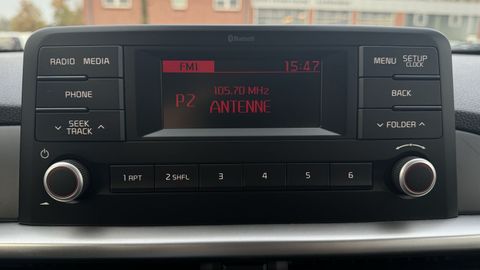 Bluetooth
RADIO MEDIA
PHONE
SEEK
TRACK
FM1 15:47
105.70 MHz
P2 ANTENNE
MENU SETUP
CLOCK
BACK
FOLDER
1 RPT 2 SHFL 3 4 5 6